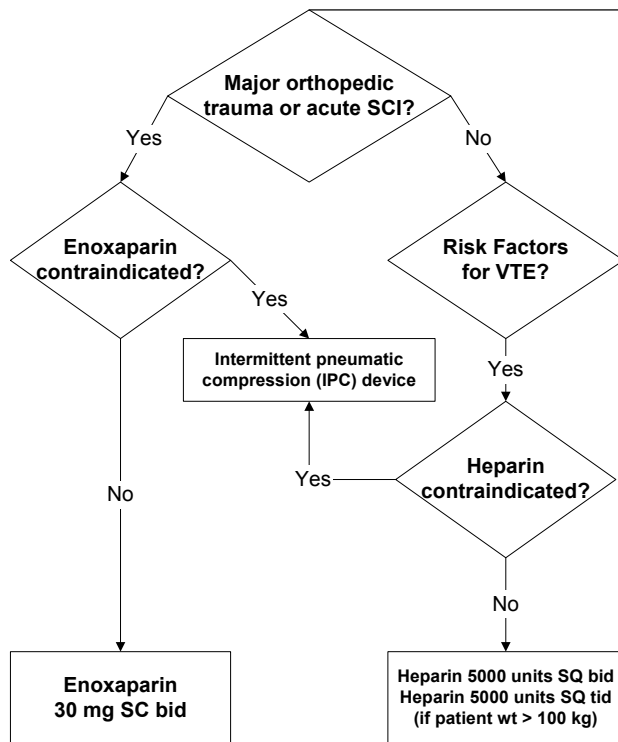 Major orthopedic
trauma or acute SCI?
Yes
No
Enoxaparin
contraindicated?
Risk Factors
for VTE?
Yes
Intermittent pneumatic
compression (IPC) device
Yes
Yes
Heparin
contraindicated?
No
No
Enoxaparin
30 mg SC bid
Heparin 5000 units SQ bid
Heparin 5000 units SQ tid
(if patient wt > 100 kg)